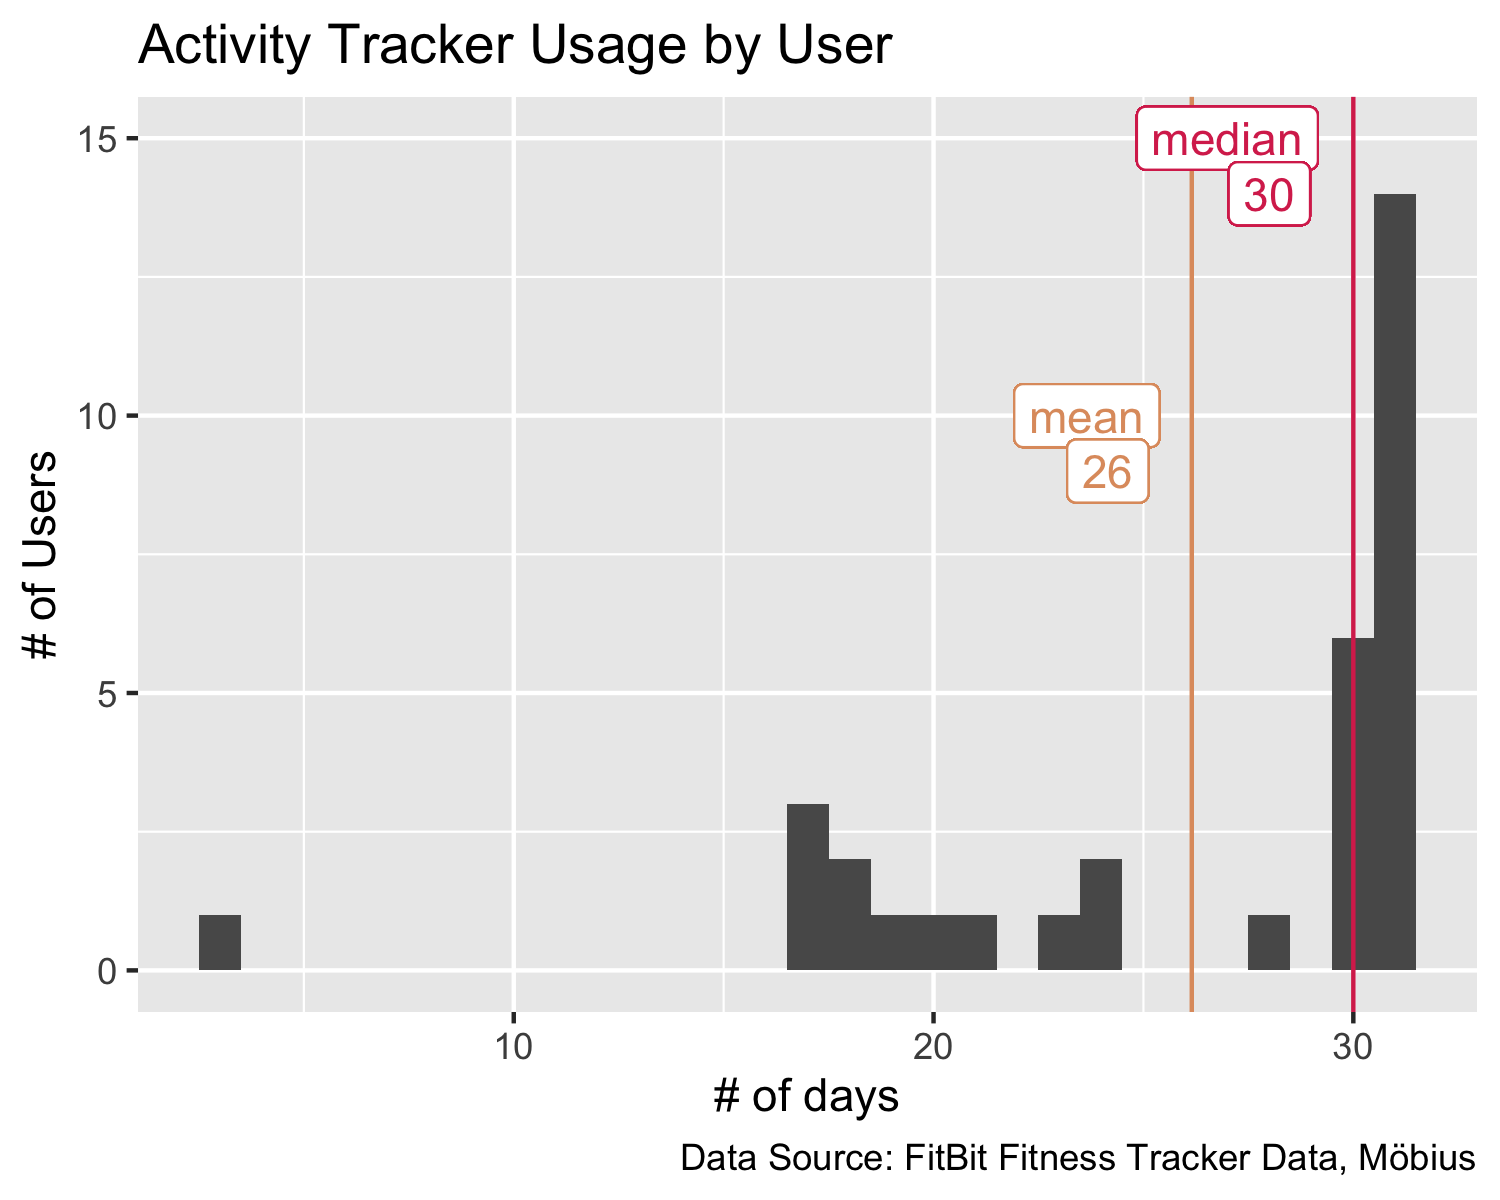 Activity Tracker Usage by User
15
median
30
10
mean
26
# of Users
5
0
10
20
30
# of days
Data Source: FitBit Fitness Tracker Data, Möbius